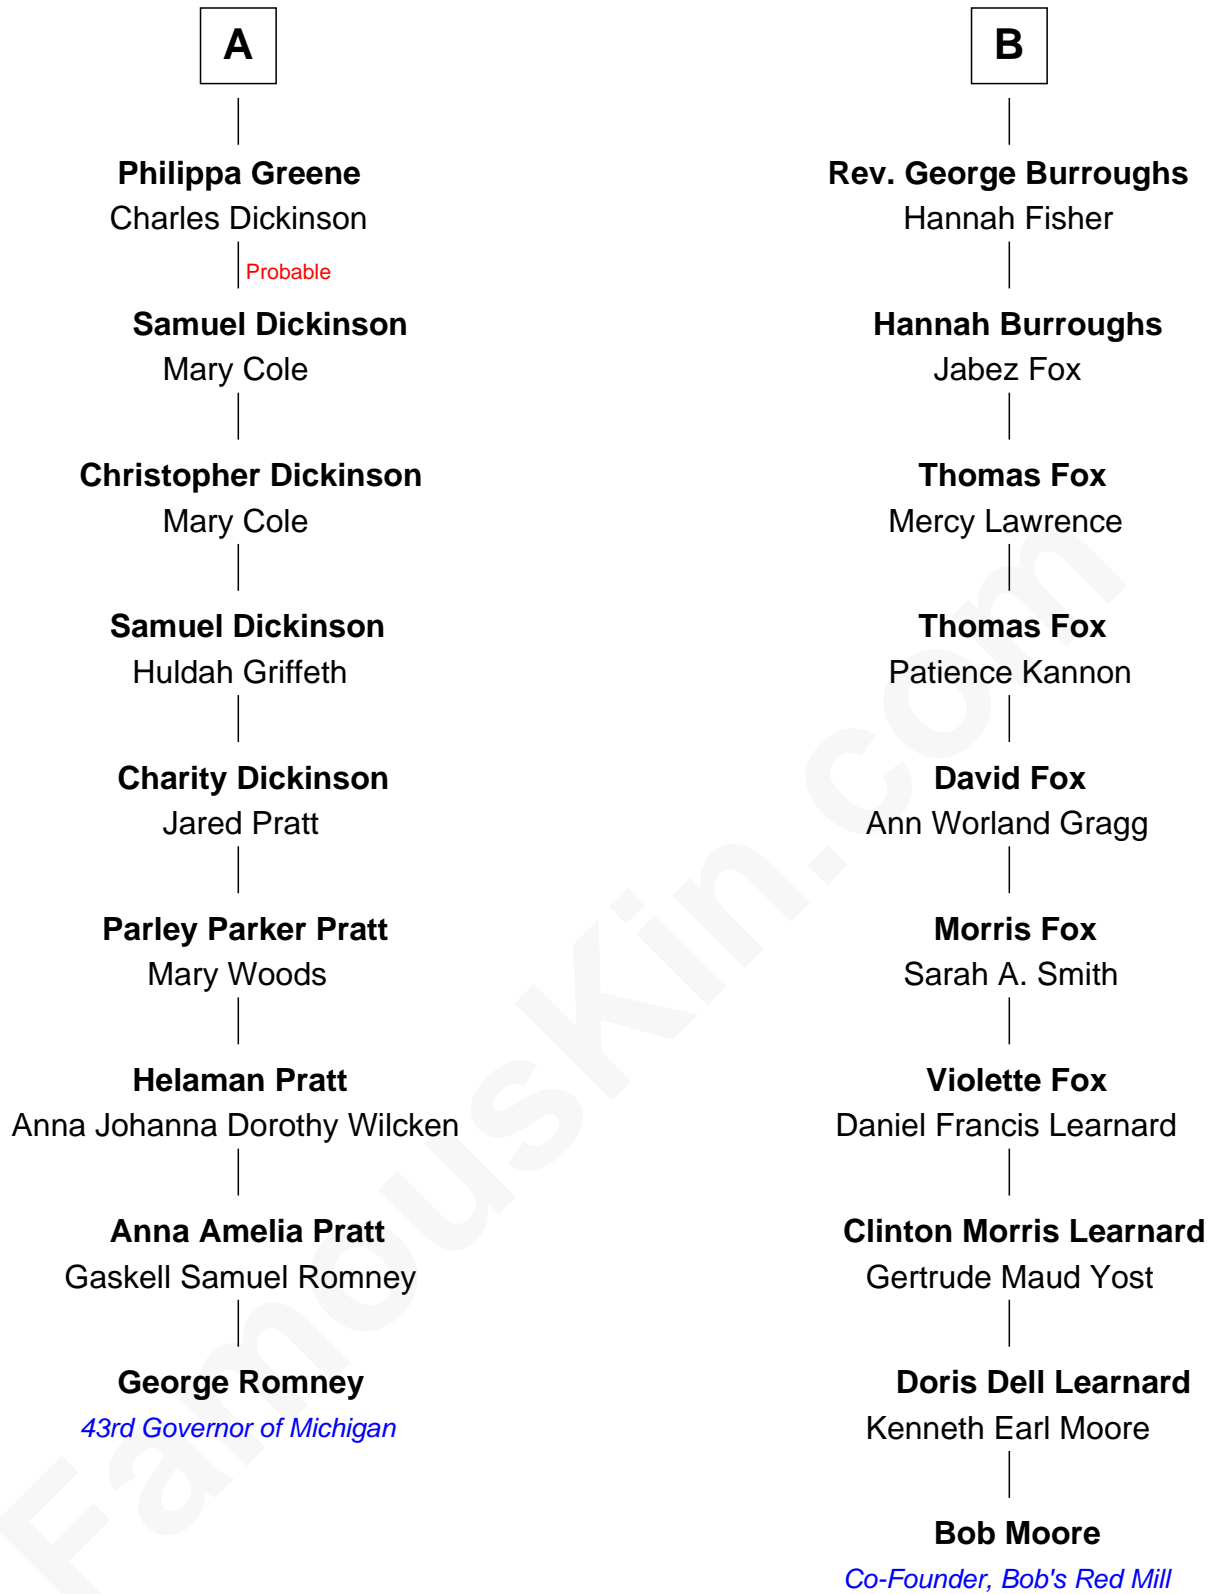 A
Philippa Greene
Charles Dickinson
Probable
Samuel Dickinson
Mary Cole
Christopher Dickinson
Mary Cole
Samuel Dickinson
Huldah Griffeth
Charity Dickinson
Jared Pratt
Parley Parker Pratt
Mary Woods
Helaman Pratt
Anna Johanna Dorothy Wilcken
Anna Amelia Pratt
Gaskell Samuel Romney
George Romney
43rd Governor of Michigan
B
Rev. George Burroughs
Hannah Fisher
Hannah Burroughs
Jabez Fox
Thomas Fox
Mercy Lawrence
Thomas Fox
Patience Kannon
David Fox
Ann Worland Gragg
Morris Fox
Sarah A. Smith
Violette Fox
Daniel Francis Learnard
Clinton Morris Learnard
Gertrude Maud Yost
Doris Dell Learnard
Kenneth Earl Moore
Bob Moore
Co-Founder, Bob's Red Mill
FamousKin.com